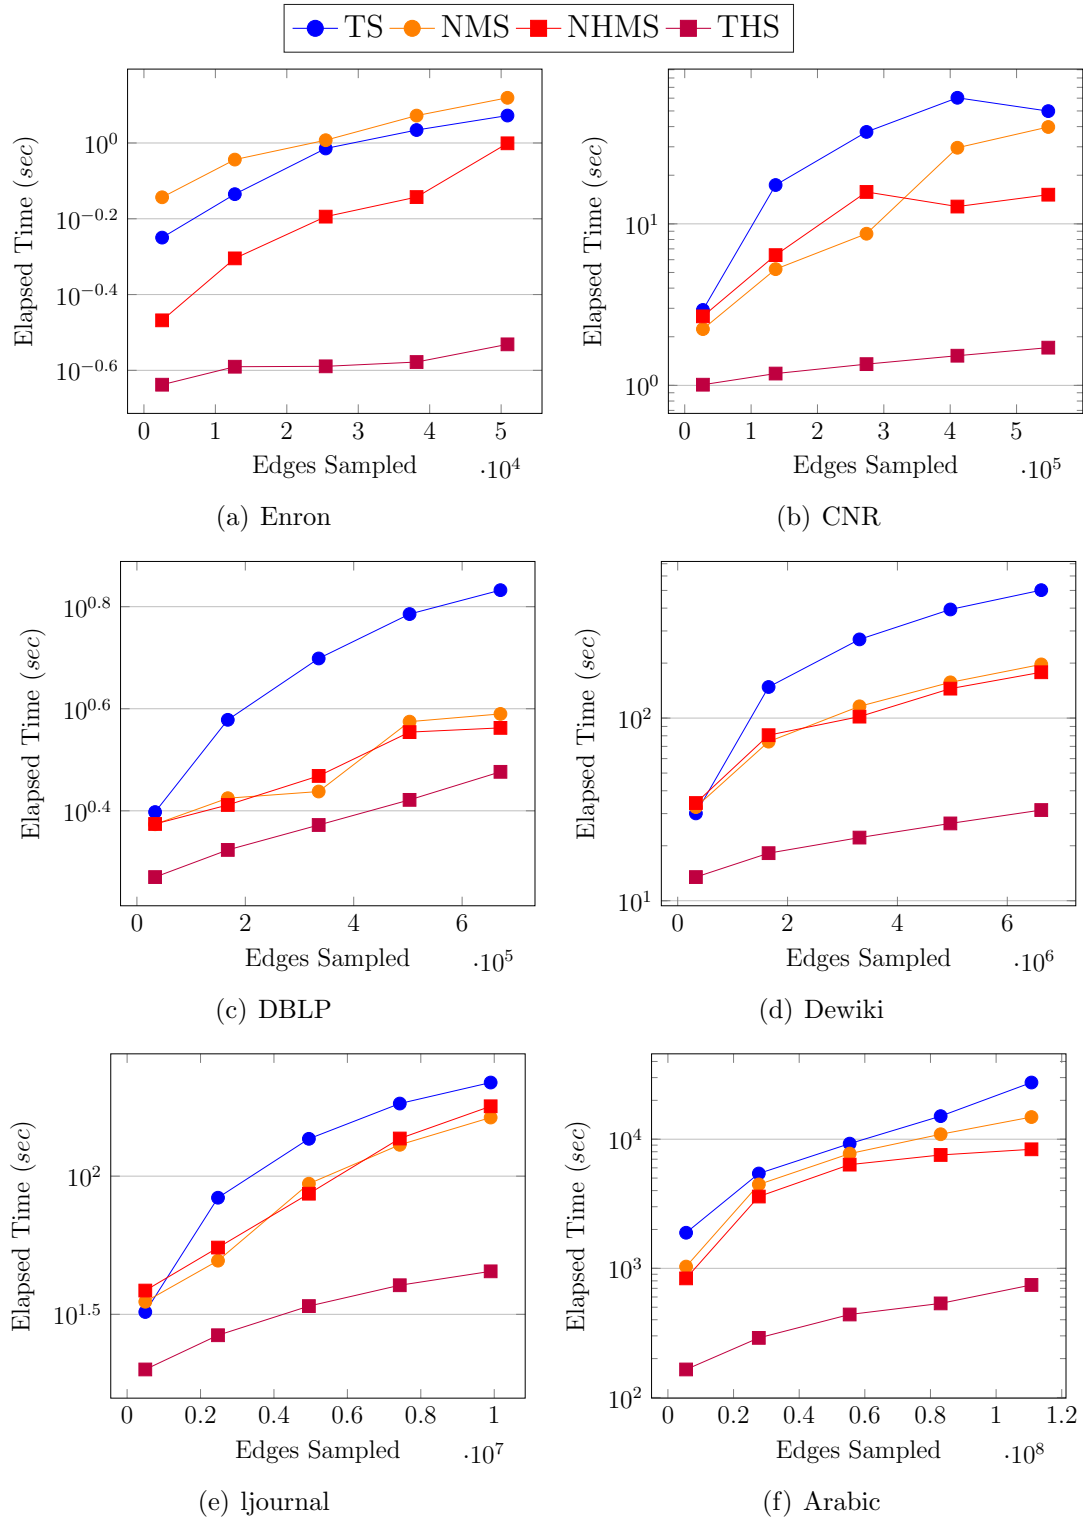 TS NMS NHMS THS
10^0
10^−0.2
10^−0.4
10^−0.6
Elapsed Time (sec)
0 1 2 3 4 5
Edges Sampled ·10^4
(a) Enron
10^1
10^0
Elapsed Time (sec)
0 1 2 3 4 5
Edges Sampled ·10^5
(b) CNR
10^0.8
10^0.6
10^0.4
Elapsed Time (sec)
0 2 4 6
Edges Sampled ·10^5
(c) DBLP
10^2
10^1
Elapsed Time (sec)
0 2 4 6
Edges Sampled ·10^6
(d) Dewiki
10^2
10^1.5
Elapsed Time (sec)
0 0.2 0.4 0.6 0.8 1
Edges Sampled ·10^7
(e) ljournal
10^4
10^3
10^2
Elapsed Time (sec)
0 0.2 0.4 0.6 0.8 1 1.2
Edges Sampled ·10^8
(f) Arabic